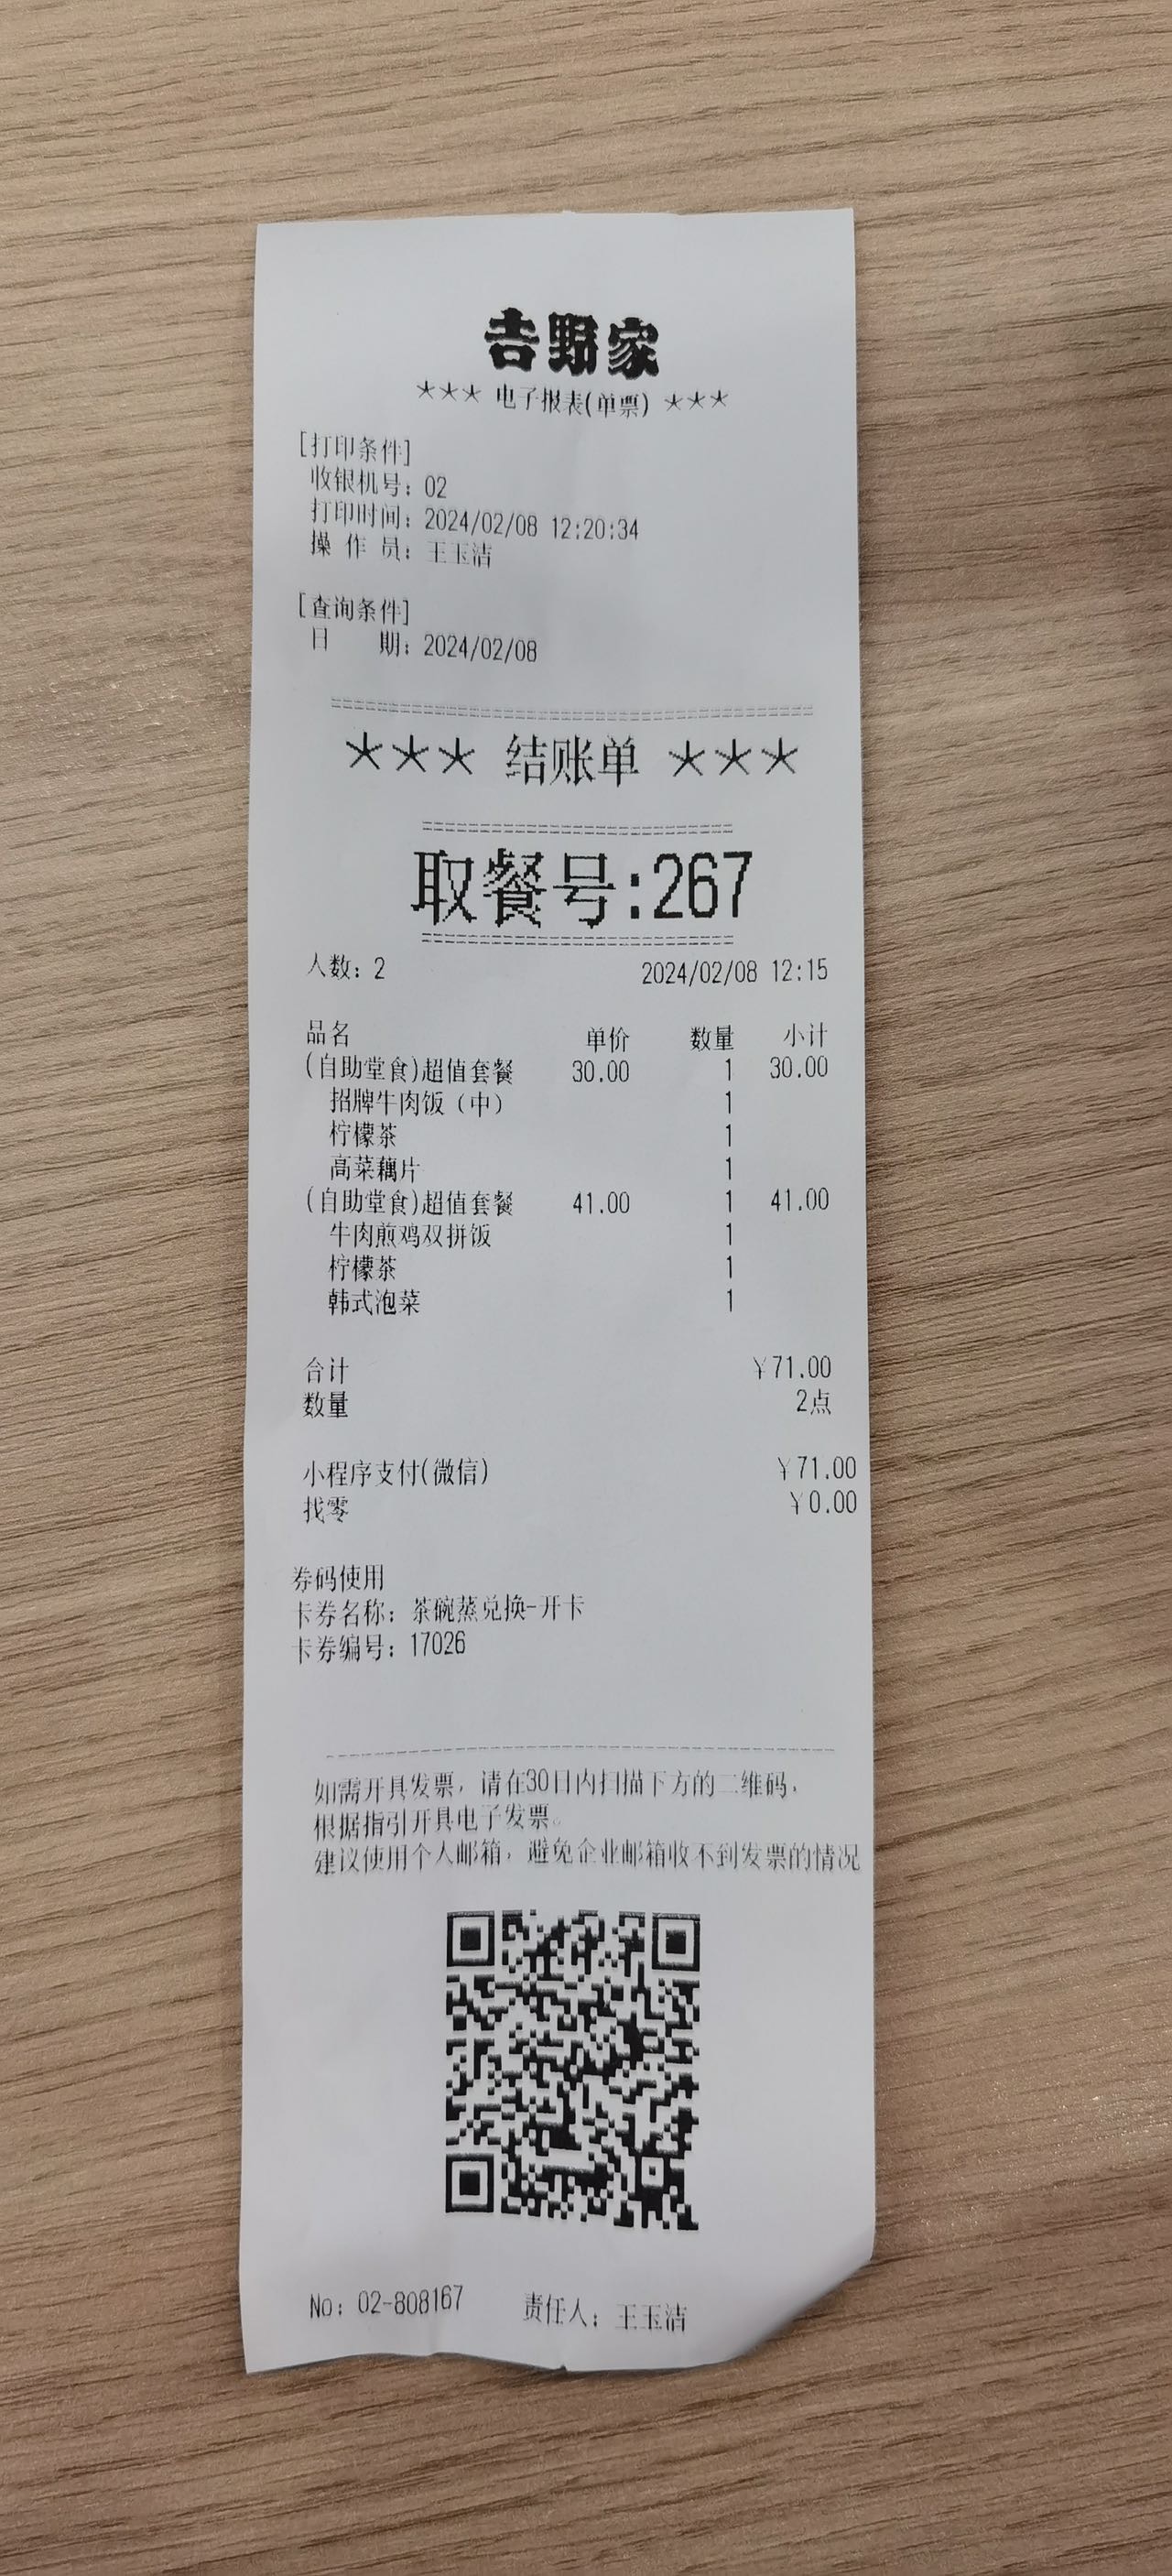 吉野家
*** 电子报表(单票) ***
[打印条件]
收银机号: 02
打印时间: 2024/02/08 12:20:34
操 作 员: 王玉洁
[查询条件]
日 期: 2024/02/08
*** 结账单 ***
取餐号:267
人数: 2 2024/02/08 12:15
品名 单价 数量 小计
(自助堂食)超值套餐 30.00 1 30.00
招牌牛肉饭（中） 1
柠檬茶 1
高菜藕片 1
(自助堂食)超值套餐 41.00 1 41.00
牛肉煎鸡双拼饭 1
柠檬茶 1
韩式泡菜 1
合计 ¥71.00
数量 2点
小程序支付(微信) ¥71.00
找零 ¥0.00
券码使用
卡券名称: 茶碗蒸兑换-开卡
卡券编号: 17026
如需开具发票，请在30日内扫描下方的二维码，
根据指引开具电子发票。
建议使用个人邮箱，避免企业邮箱收不到发票的情况
No: 02-808167 责任人: 王玉洁